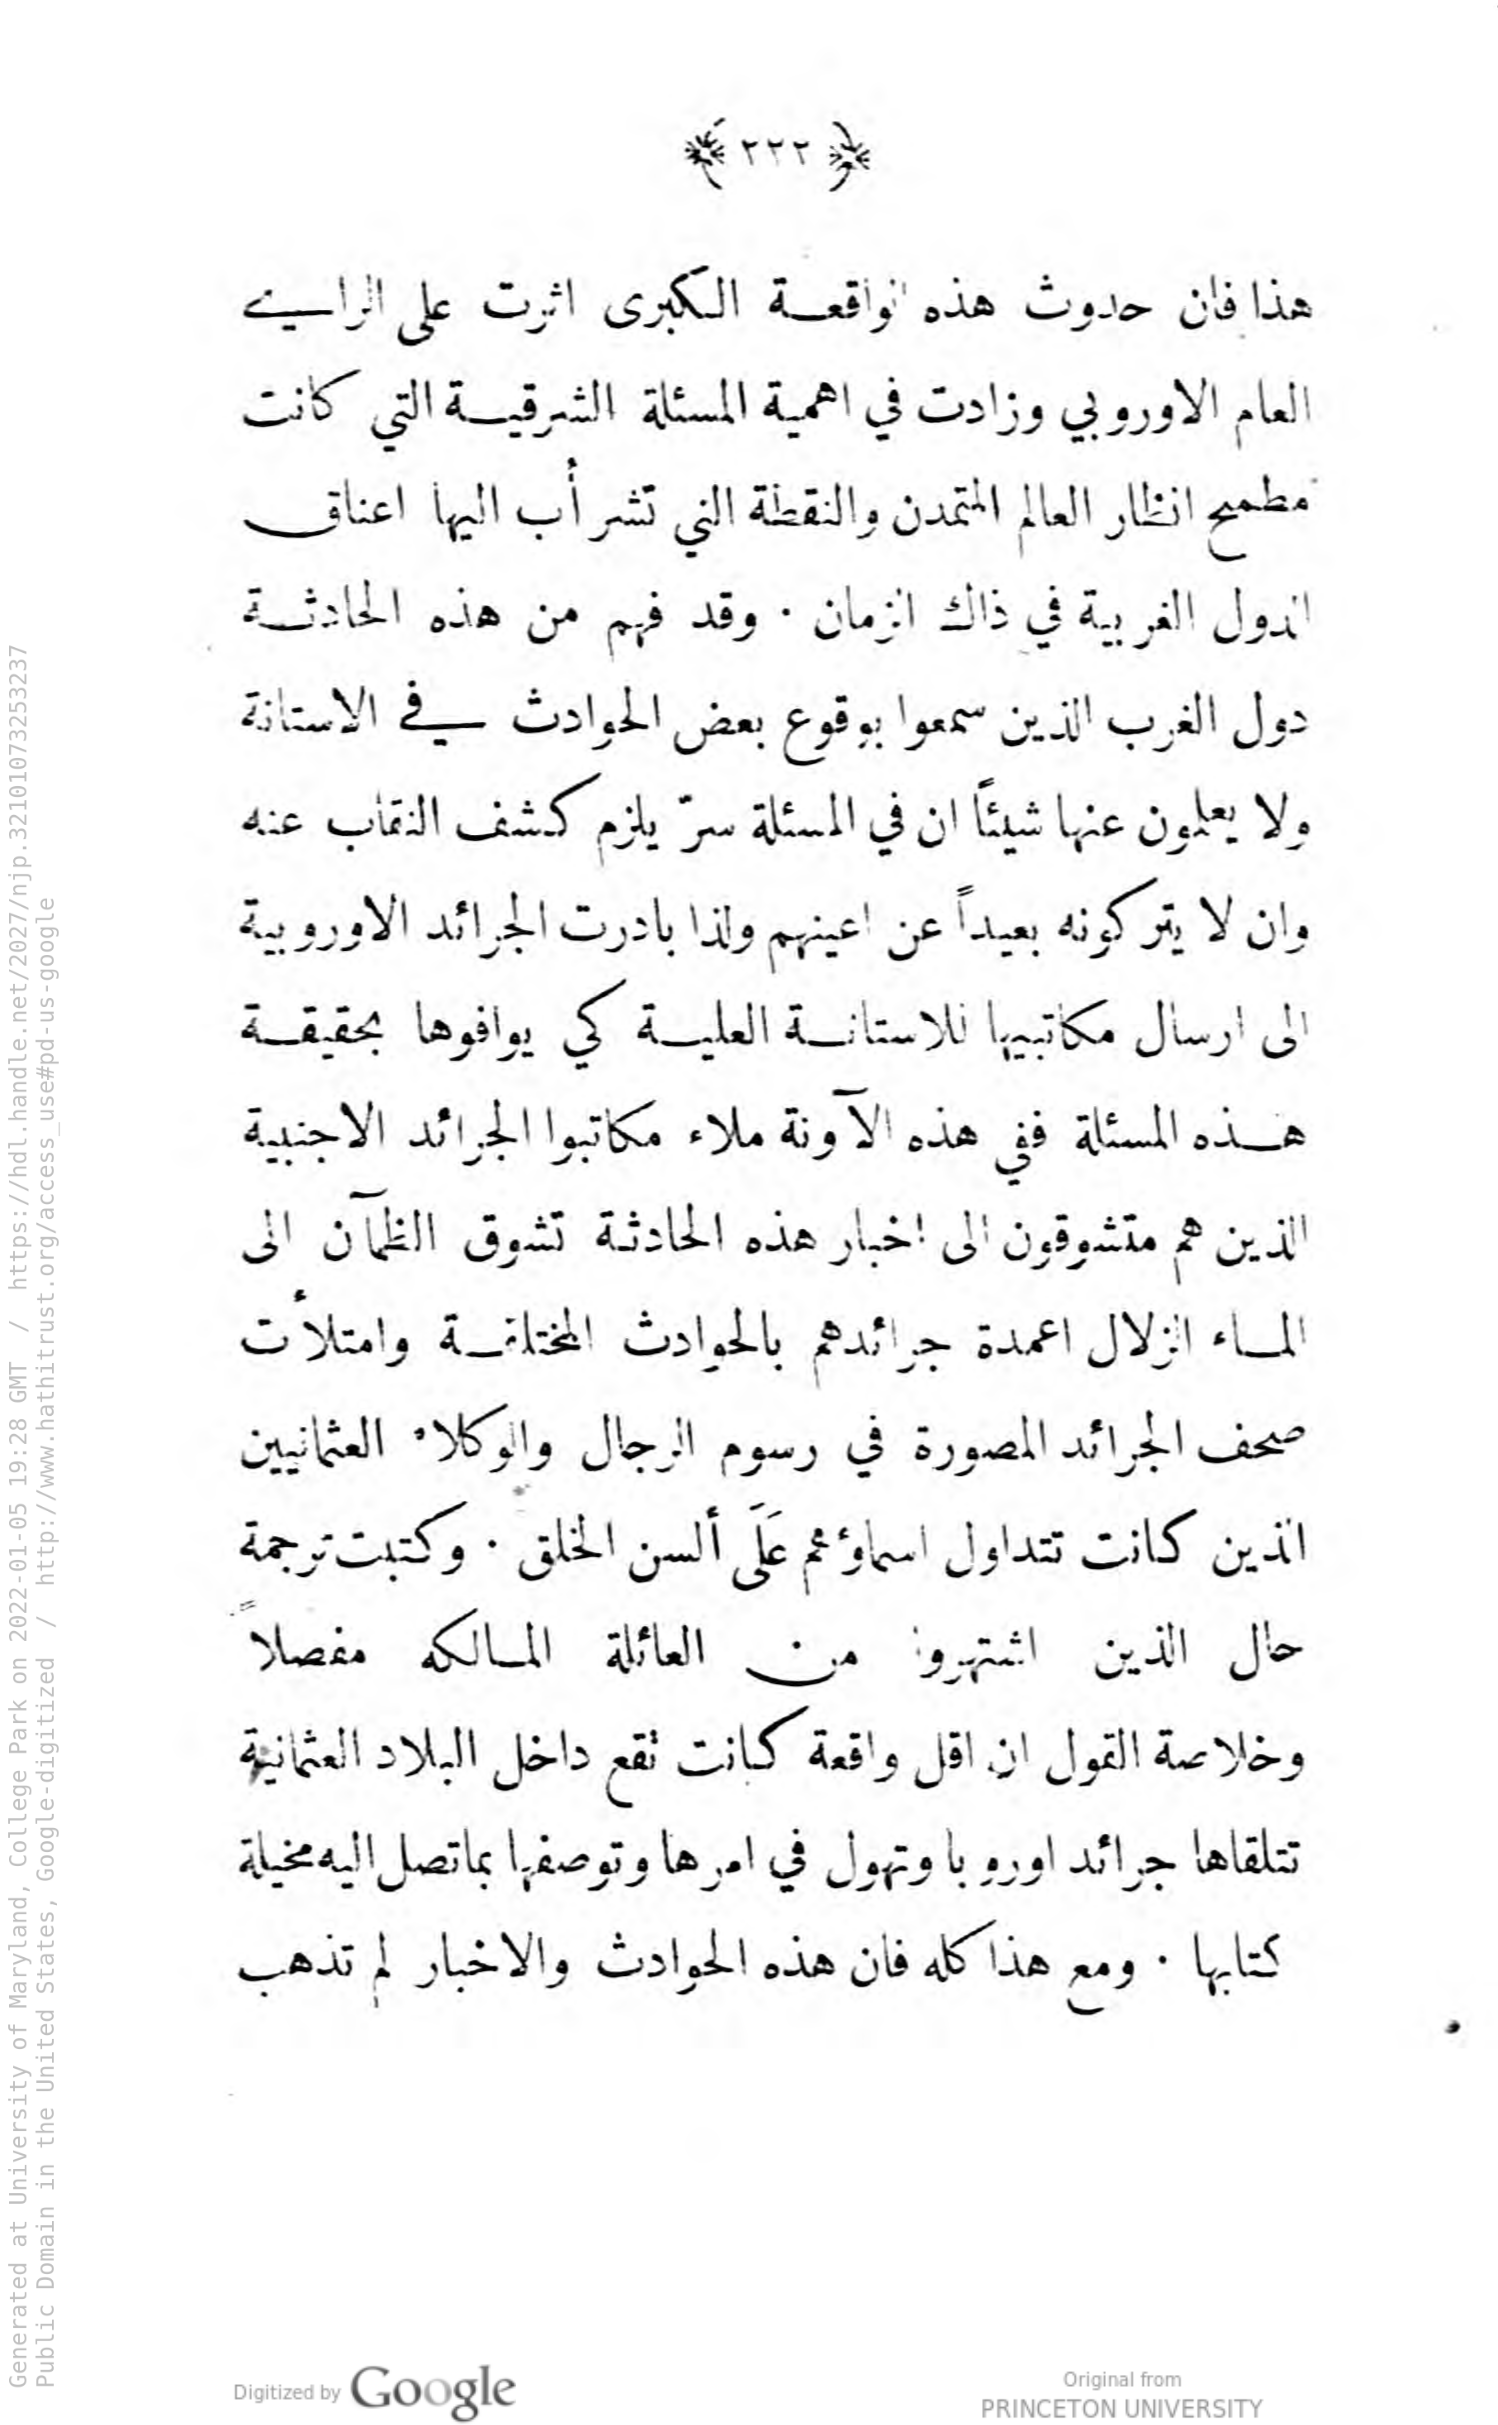 ﴿ ٢٢٢ ﴾
هذا فان حدوث هذه الواقعة الكبرى اثرت على الراي
العام الاوروبي وزادت في اهمية المسئلة الشرقية التي كانت
مطمح انظار العالم المتمدن والنقطة التي تشرأب اليها اعناق
الدول الغربية في ذاك الزمان ٠ وقد فهم من هذه الحادثة
دول الغرب الذين سمعوا بوقوع بعض الحوادث في الاستانة
ولا يعلمون عنها شيئاً ان في المسئلة سرّ يلزم كشف النقاب عنه
وان لا يتركونه بعيداً عن اعينهم ولذا بادرت الجرائد الاوروبية
الى ارسال مكاتبيها للاستانة العلية كي يوافوها بحقيقة
هذه المسئلة ففي هذه الآونة ملاء مكاتبوا الجرائد الاجنبية
الذين هم متشوقون الى اخبار هذه الحادثة تشوق الظمآن الى
الماء الزلال اعمدة جرائدهم بالحوادث المختلفة وامتلأت
صحف الجرائد المصورة في رسوم الرجال والوكلاء العثمانيين
الذين كانت تتداول اسماؤهم عَلَى ألسن الخلق ٠ وكتبت ترجمة
حال الذين اشتهروا من العائلة المالكه مفصلاً
وخلاصة القول ان اقل واقعة كانت تقع داخل البلاد العثمانية
تتلقاها جرائد اوروبا وتهول في امرها وتوصفها بما تصل اليه مخيلة
كتابها ٠ ومع هذا كله فان هذه الحوادث والاخبار لم تذهب
Generated at University of Maryland, College Park on 2022-01-05 19:28 GMT / https://hdl.handle.net/2027/njp.32101073253237
Public Domain in the United States, Google-digitized / http://www.hathitrust.org/access_use#pd-us-google
Digitized by Google
Original from
PRINCETON UNIVERSITY